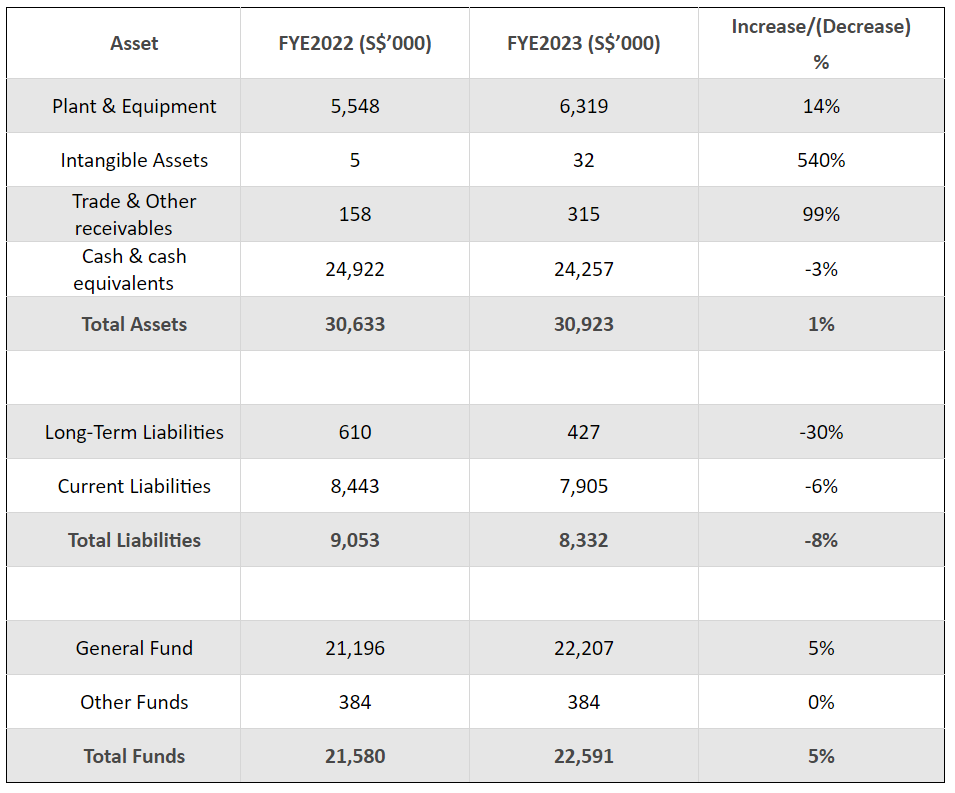 Asset FYE2022 (S$’000) FYE2023 (S$’000) Increase/(Decrease)
%
Plant & Equipment 5,548 6,319 14%
Intangible Assets 5 32 540%
Trade & Other
receivables 158 315 99%
Cash & cash
equivalents 24,922 24,257 -3%
Total Assets 30,633 30,923 1%
Long-Term Liabilities 610 427 -30%
Current Liabilities 8,443 7,905 -6%
Total Liabilities 9,053 8,332 -8%
General Fund 21,196 22,207 5%
Other Funds 384 384 0%
Total Funds 21,580 22,591 5%